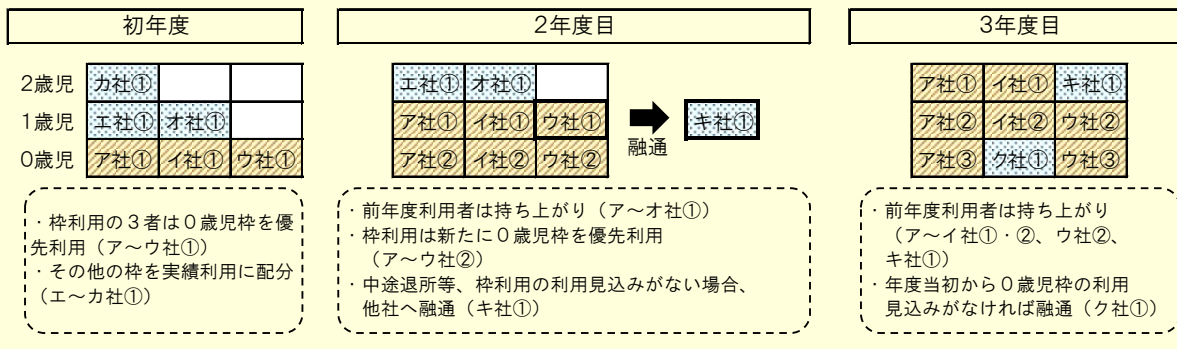 初年度
2歳児 カ社①
1歳児 エ社① オ社①
0歳児 ア社① イ社① ウ社①
・枠利用の3者は0歳児枠を優
先利用（ア～ウ社①）
・その他の枠を実績利用に配分
（エ～カ社①）
2年度目
エ社① オ社①
ア社① イ社① ウ社① キ社①
融通
ア社② イ社② ウ社②
・前年度利用者は持ち上がり（ア～オ社①）
・枠利用は新たに0歳児枠を優先利用
（ア～ウ社②）
・中途退所等、枠利用の利用見込みがない場合、
他社へ融通（キ社①）
3年度目
ア社① イ社① キ社①
ア社② イ社② ウ社②
ア社③ ク社① ウ社③
・前年度利用者は持ち上がり
（ア～イ社①・②、ウ社②、
キ社①）
・年度当初から0歳児枠の利用
見込みがなければ融通（ク社①）